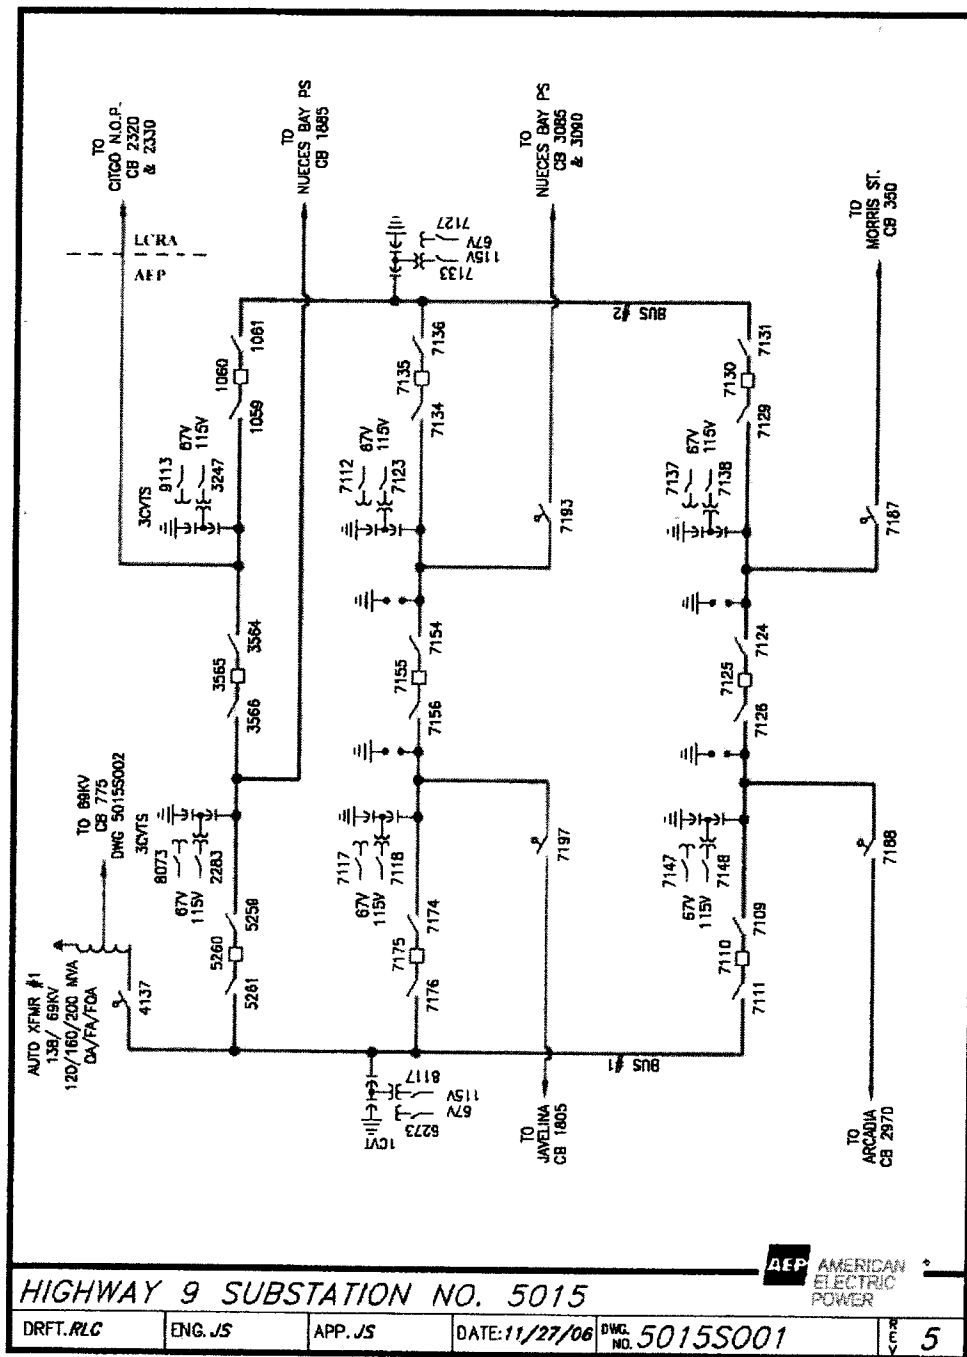 TO
CITGO N.O.P.
CB 2320
& 2330
TO
NUECES BAY PS
CB 1885
TO
NUECES BAY PS
CB 3085
& 3090
TO
MORRIS ST.
CB 350
LCRA
AEP
7127
67V
115V
7133
BUS #2
1061
1060
1059
7136
7135
7134
7131
7130
7129
3CVTS
9113
67V
115V
3247
7112
67V
115V
7123
7137
67V
115V
7138
7193
7187
3564
3565
3566
7154
7155
7156
7124
7125
7126
TO 69KV
CB 775
DWG 5015S002
3CVTS
8073
67V
115V
2283
7117
67V
115V
7118
7147
67V
115V
7148
7197
7188
5259
5260
5261
7174
7175
7176
7109
7110
7111
AUTO XFMR #1
138/ 69KV
120/160/200 MVA
OA/FA/FOA
4137
BUS #1
8117
115V
67V
6273
1CVT
TO
JAVELINA
CB 1805
TO
ARCADIA
CB 2970
AEP AMERICAN
ELECTRIC
POWER
HIGHWAY 9 SUBSTATION NO. 5015
DRFT.RLC ENG.JS APP.JS DATE:11/27/06 DWG. NO. 5015S001 REV 5